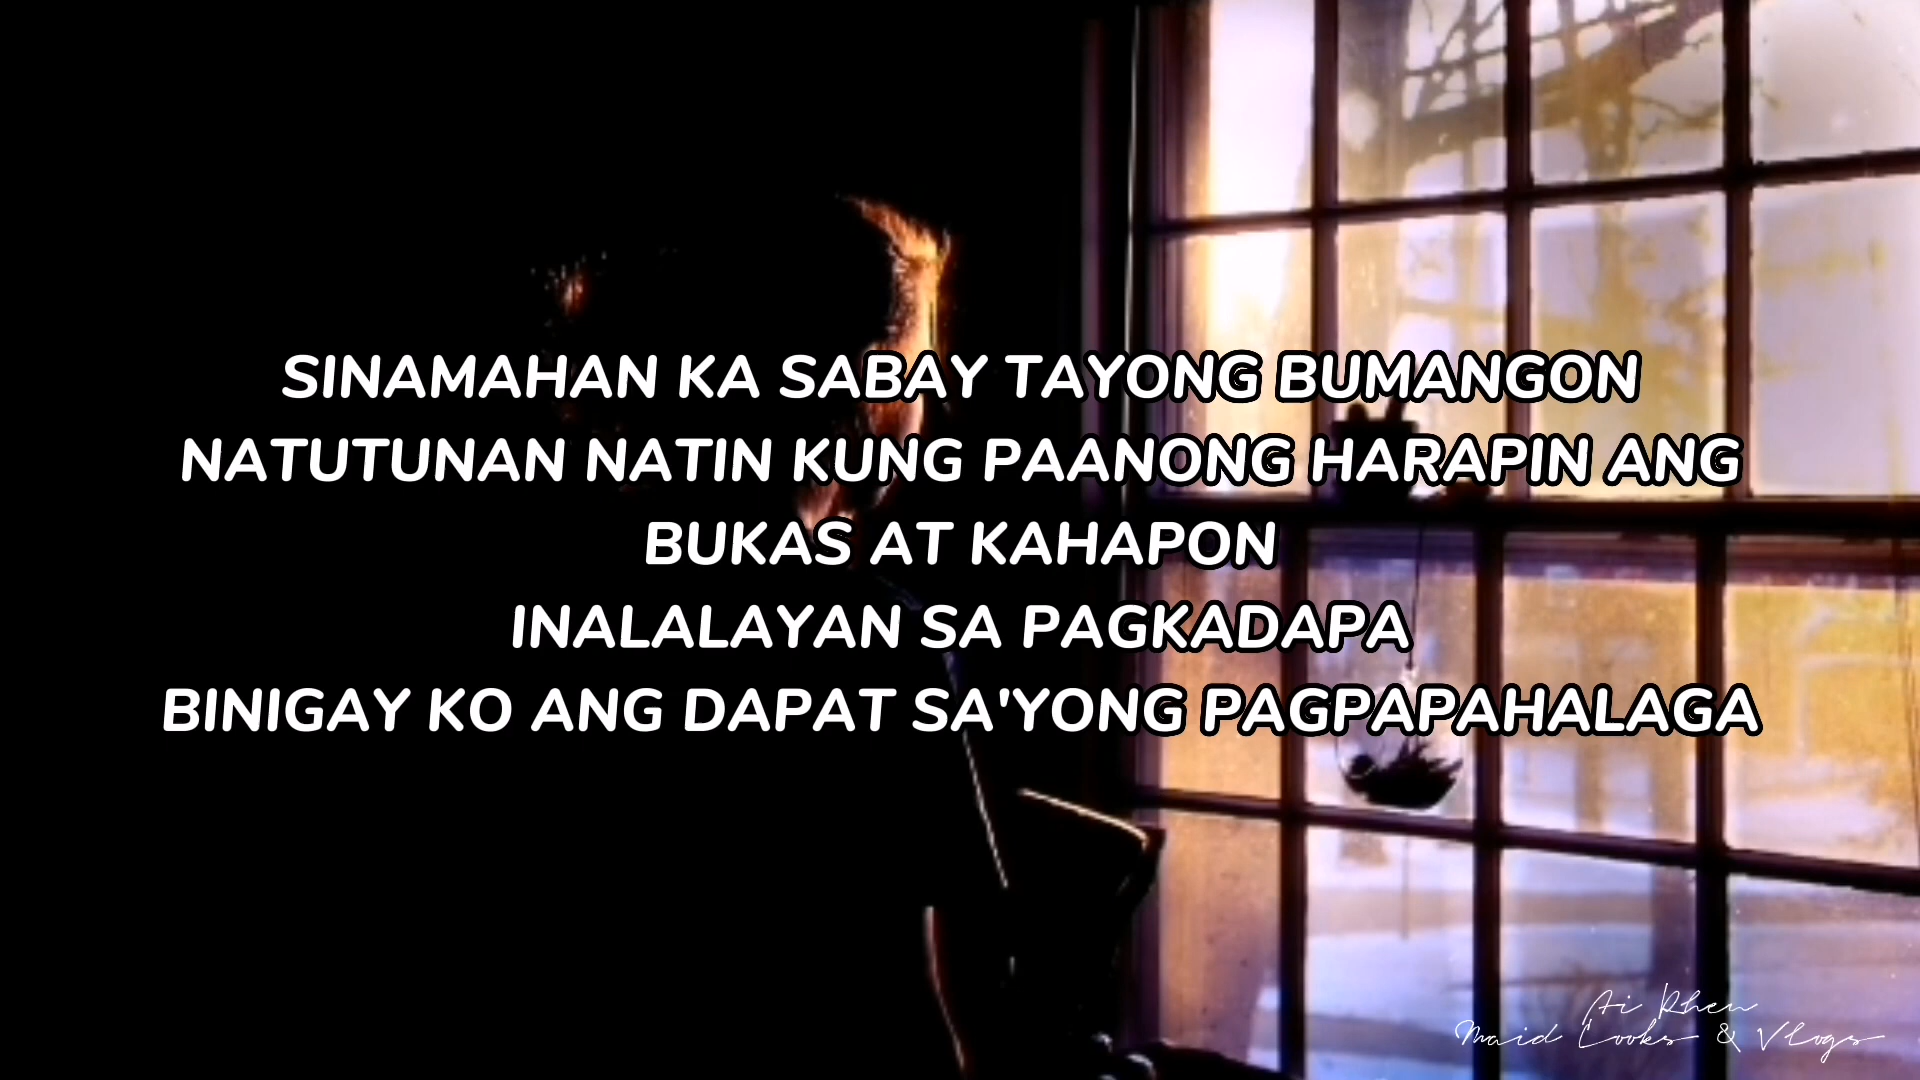 SINAMAHAN KA SABAY TAYONG BUMANGON
NATUTUNAN NATIN KUNG PAANONG HARAPIN ANG
BUKAS AT KAHAPON
INALALAYAN SA PAGKADAPA
BINIGAY KO ANG DAPAT SA'YONG PAGPAPAHALAGA
Ai Rhen
Maid Cooks & Vlogs